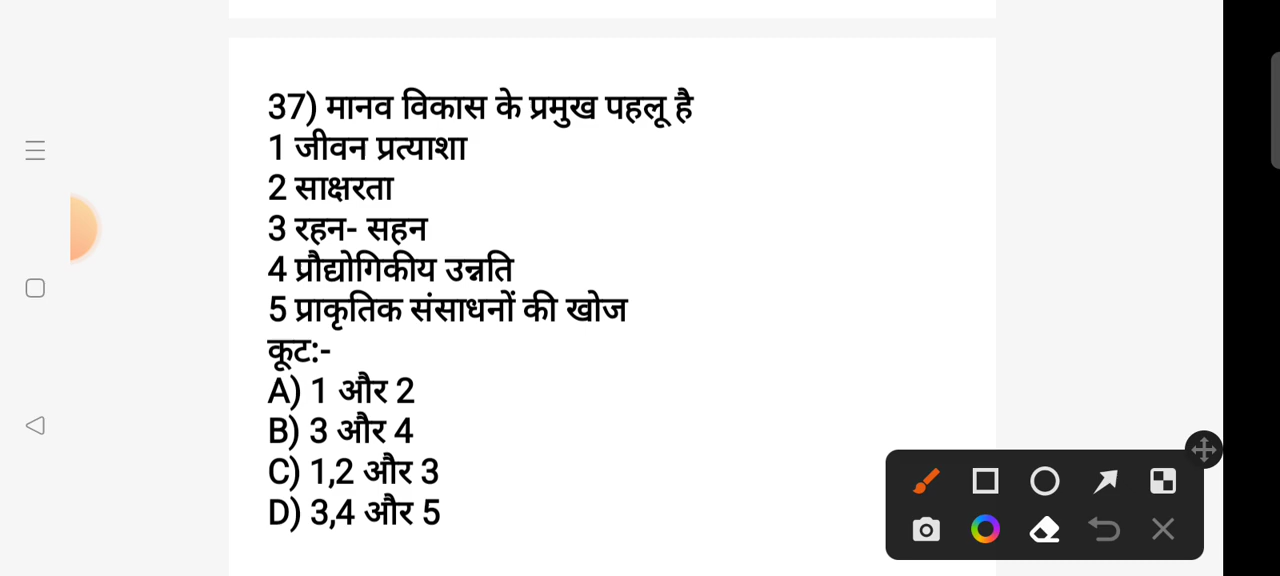 37) मानव विकास के प्रमुख पहलू है
1 जीवन प्रत्याशा
2 साक्षरता
3 रहन- सहन
4 प्रौद्योगिकीय उन्नति
5 प्राकृतिक संसाधनों की खोज
कूट:-
A) 1 और 2
B) 3 और 4
C) 1,2 और 3
D) 3,4 और 5